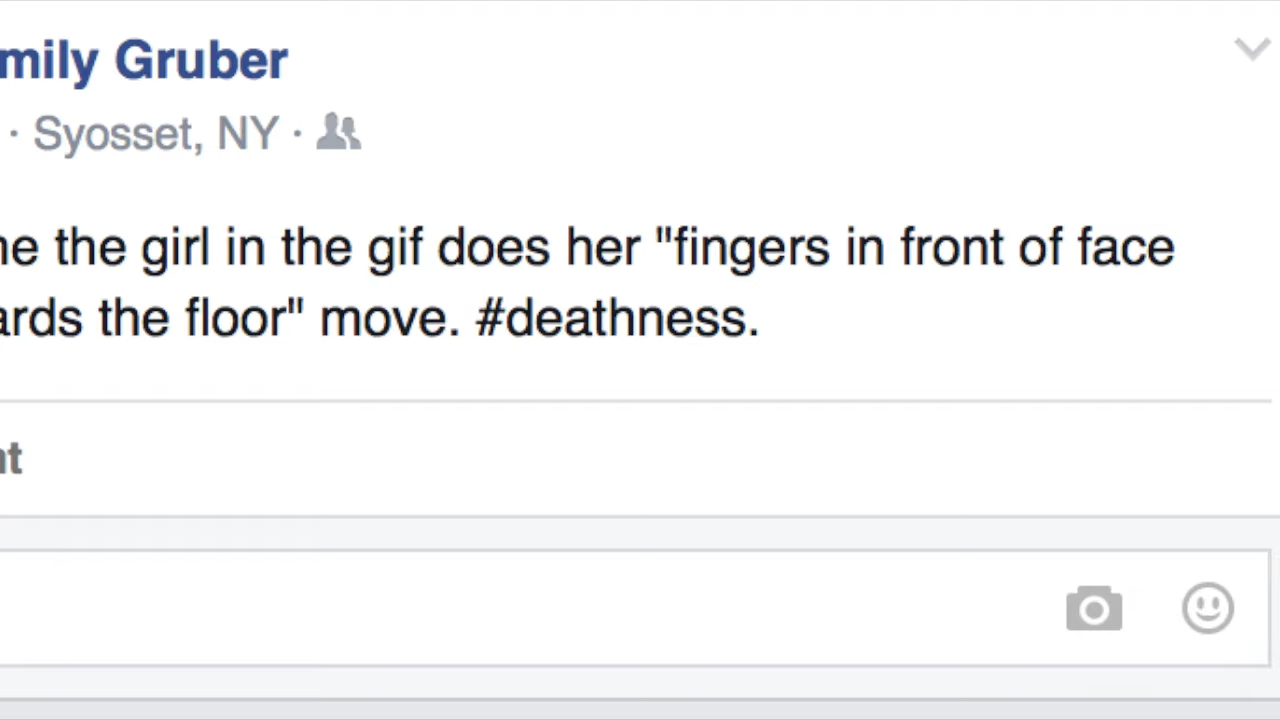 mily Gruber
· Syosset, NY ·
he the girl in the gif does her "fingers in front of face
ards the floor" move. #deathness.
nt